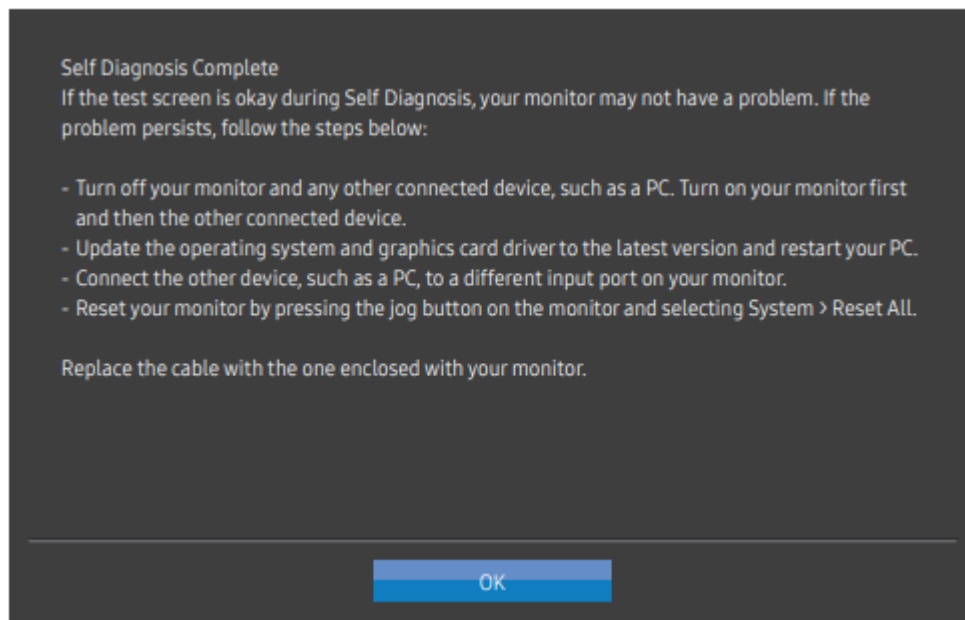 Self Diagnosis Complete
If the test screen is okay during Self Diagnosis, your monitor may not have a problem. If the
problem persists, follow the steps below:
- Turn off your monitor and any other connected device, such as a PC. Turn on your monitor first
and then the other connected device.
- Update the operating system and graphics card driver to the latest version and restart your PC.
- Connect the other device, such as a PC, to a different input port on your monitor.
- Reset your monitor by pressing the jog button on the monitor and selecting System > Reset All.
Replace the cable with the one enclosed with your monitor.
OK